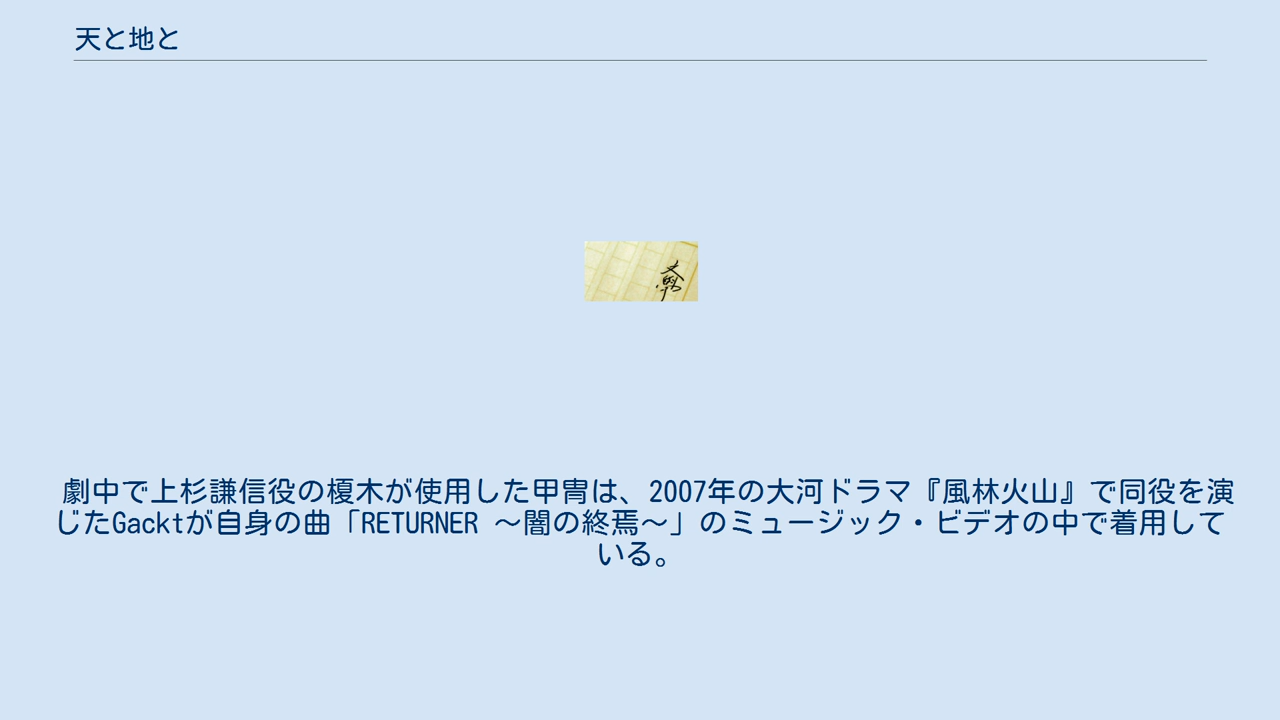 天と地と
劇中で上杉謙信役の榎木が使用した甲冑は、2007年の大河ドラマ『風林火山』で同役を演
じたGacktが自身の曲「RETURNER ～闇の終焉～」のミュージック・ビデオの中で着用して
いる。